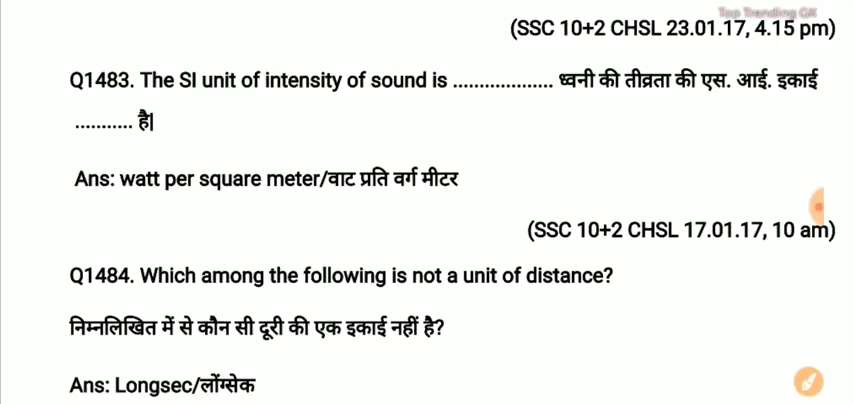 Top Trending GK
(SSC 10+2 CHSL 23.01.17, 4.15 pm)
Q1483. The SI unit of intensity of sound is ................... ध्वनी की तीव्रता की एस. आई. इकाई
........... है|
Ans: watt per square meter/वाट प्रति वर्ग मीटर
(SSC 10+2 CHSL 17.01.17, 10 am)
Q1484. Which among the following is not a unit of distance?
निम्नलिखित में से कौन सी दूरी की एक इकाई नहीं है?
Ans: Longsec/लोंग्सेक